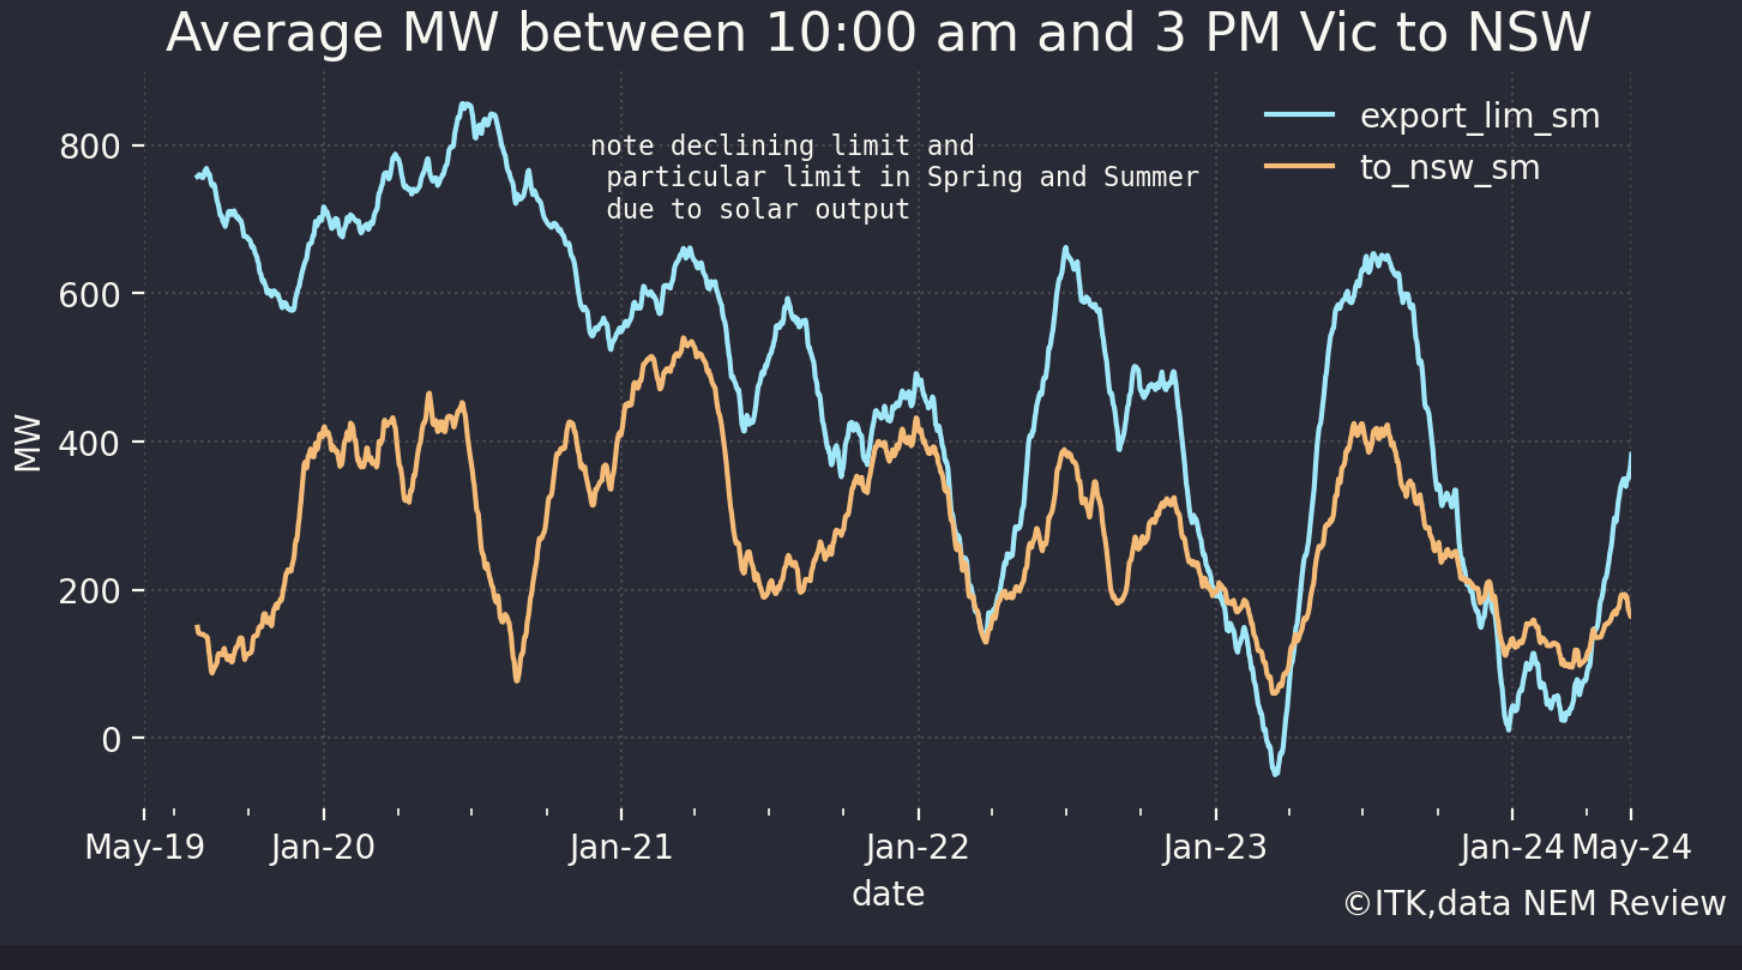 Average MW between 10:00 am and 3 PM Vic to NSW
export_lim_sm
to_nsw_sm
note declining limit and
particular limit in Spring and Summer
due to solar output
800
600
400
200
0
MW
May-19
Jan-20
Jan-21
Jan-22
Jan-23
Jan-24
May-24
date
©ITK,data NEM Review